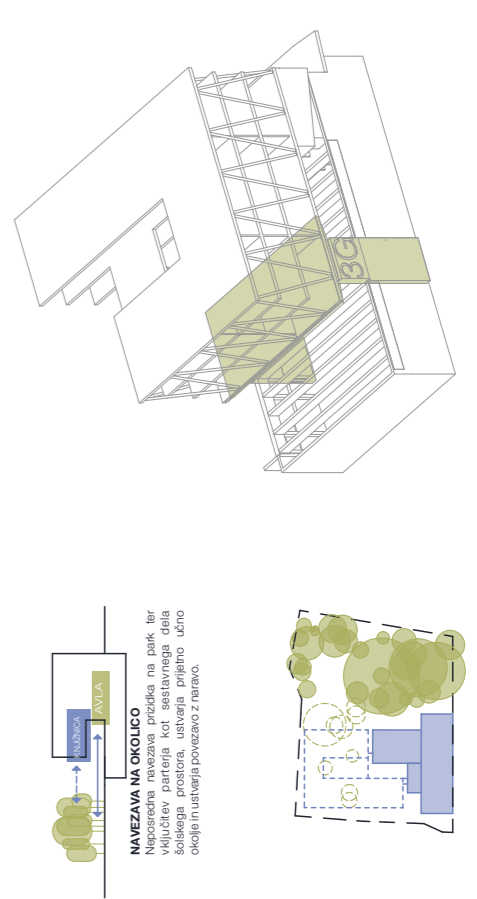 3G
KNJIŽNICA
AVLA
NAVEZAVA NA OKOLICO
Neposredna navezava prizidka na park ter
vključitev parterja kot sestavnega dela
šolskega prostora, ustvarja prijetno učno
okolje in ustvarja povezavo z naravo.